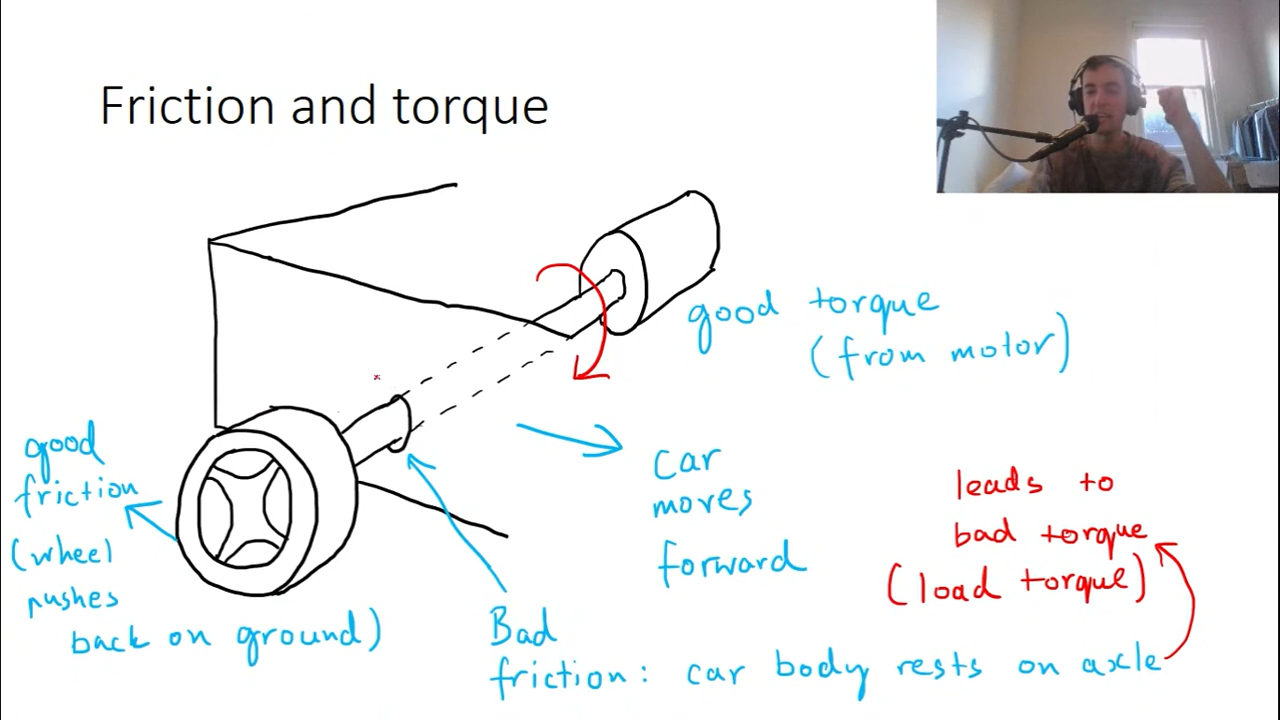 Friction and torque
good torque
(from motor)
good
friction
(wheel
pushes
back on ground)
car
moves
forward
leads to
bad torque
(load torque)
Bad
friction: car body rests on axle